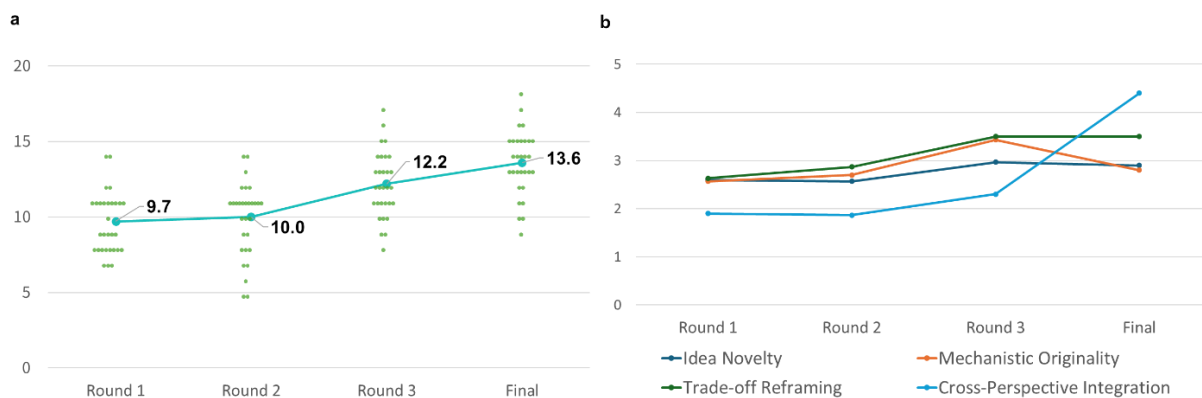 a
20
15
10
5
0
9.7
10.0
12.2
13.6
Round 1 Round 2 Round 3 Final
b
5
4
3
2
1
0
Round 1 Round 2 Round 3 Final
Idea Novelty Mechanistic Originality
Trade-off Reframing Cross-Perspective Integration